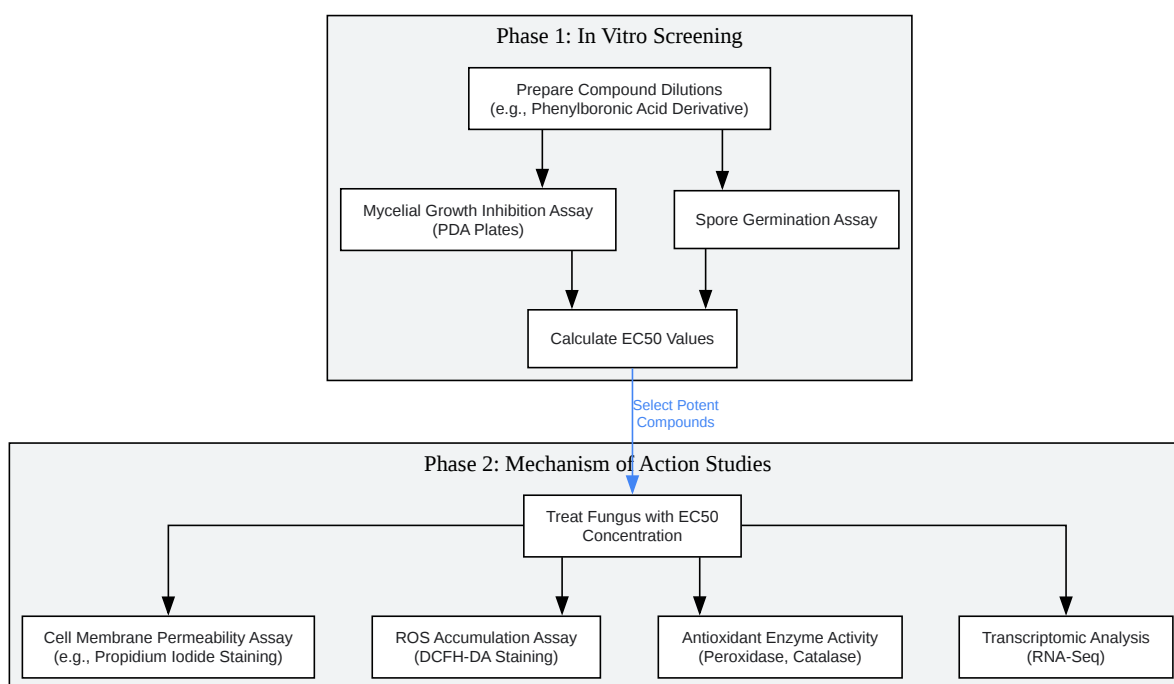 Phase 1: In Vitro Screening
Prepare Compound Dilutions
(e.g., Phenylboronic Acid Derivative)
Mycelial Growth Inhibition Assay
(PDA Plates)
Spore Germination Assay
Calculate EC50 Values
Select Potent
Compounds
Phase 2: Mechanism of Action Studies
Treat Fungus with EC50
Concentration
Cell Membrane Permeability Assay
(e.g., Propidium Iodide Staining)
ROS Accumulation Assay
(DCFH-DA Staining)
Antioxidant Enzyme Activity
(Peroxidase, Catalase)
Transcriptomic Analysis
(RNA-Seq)